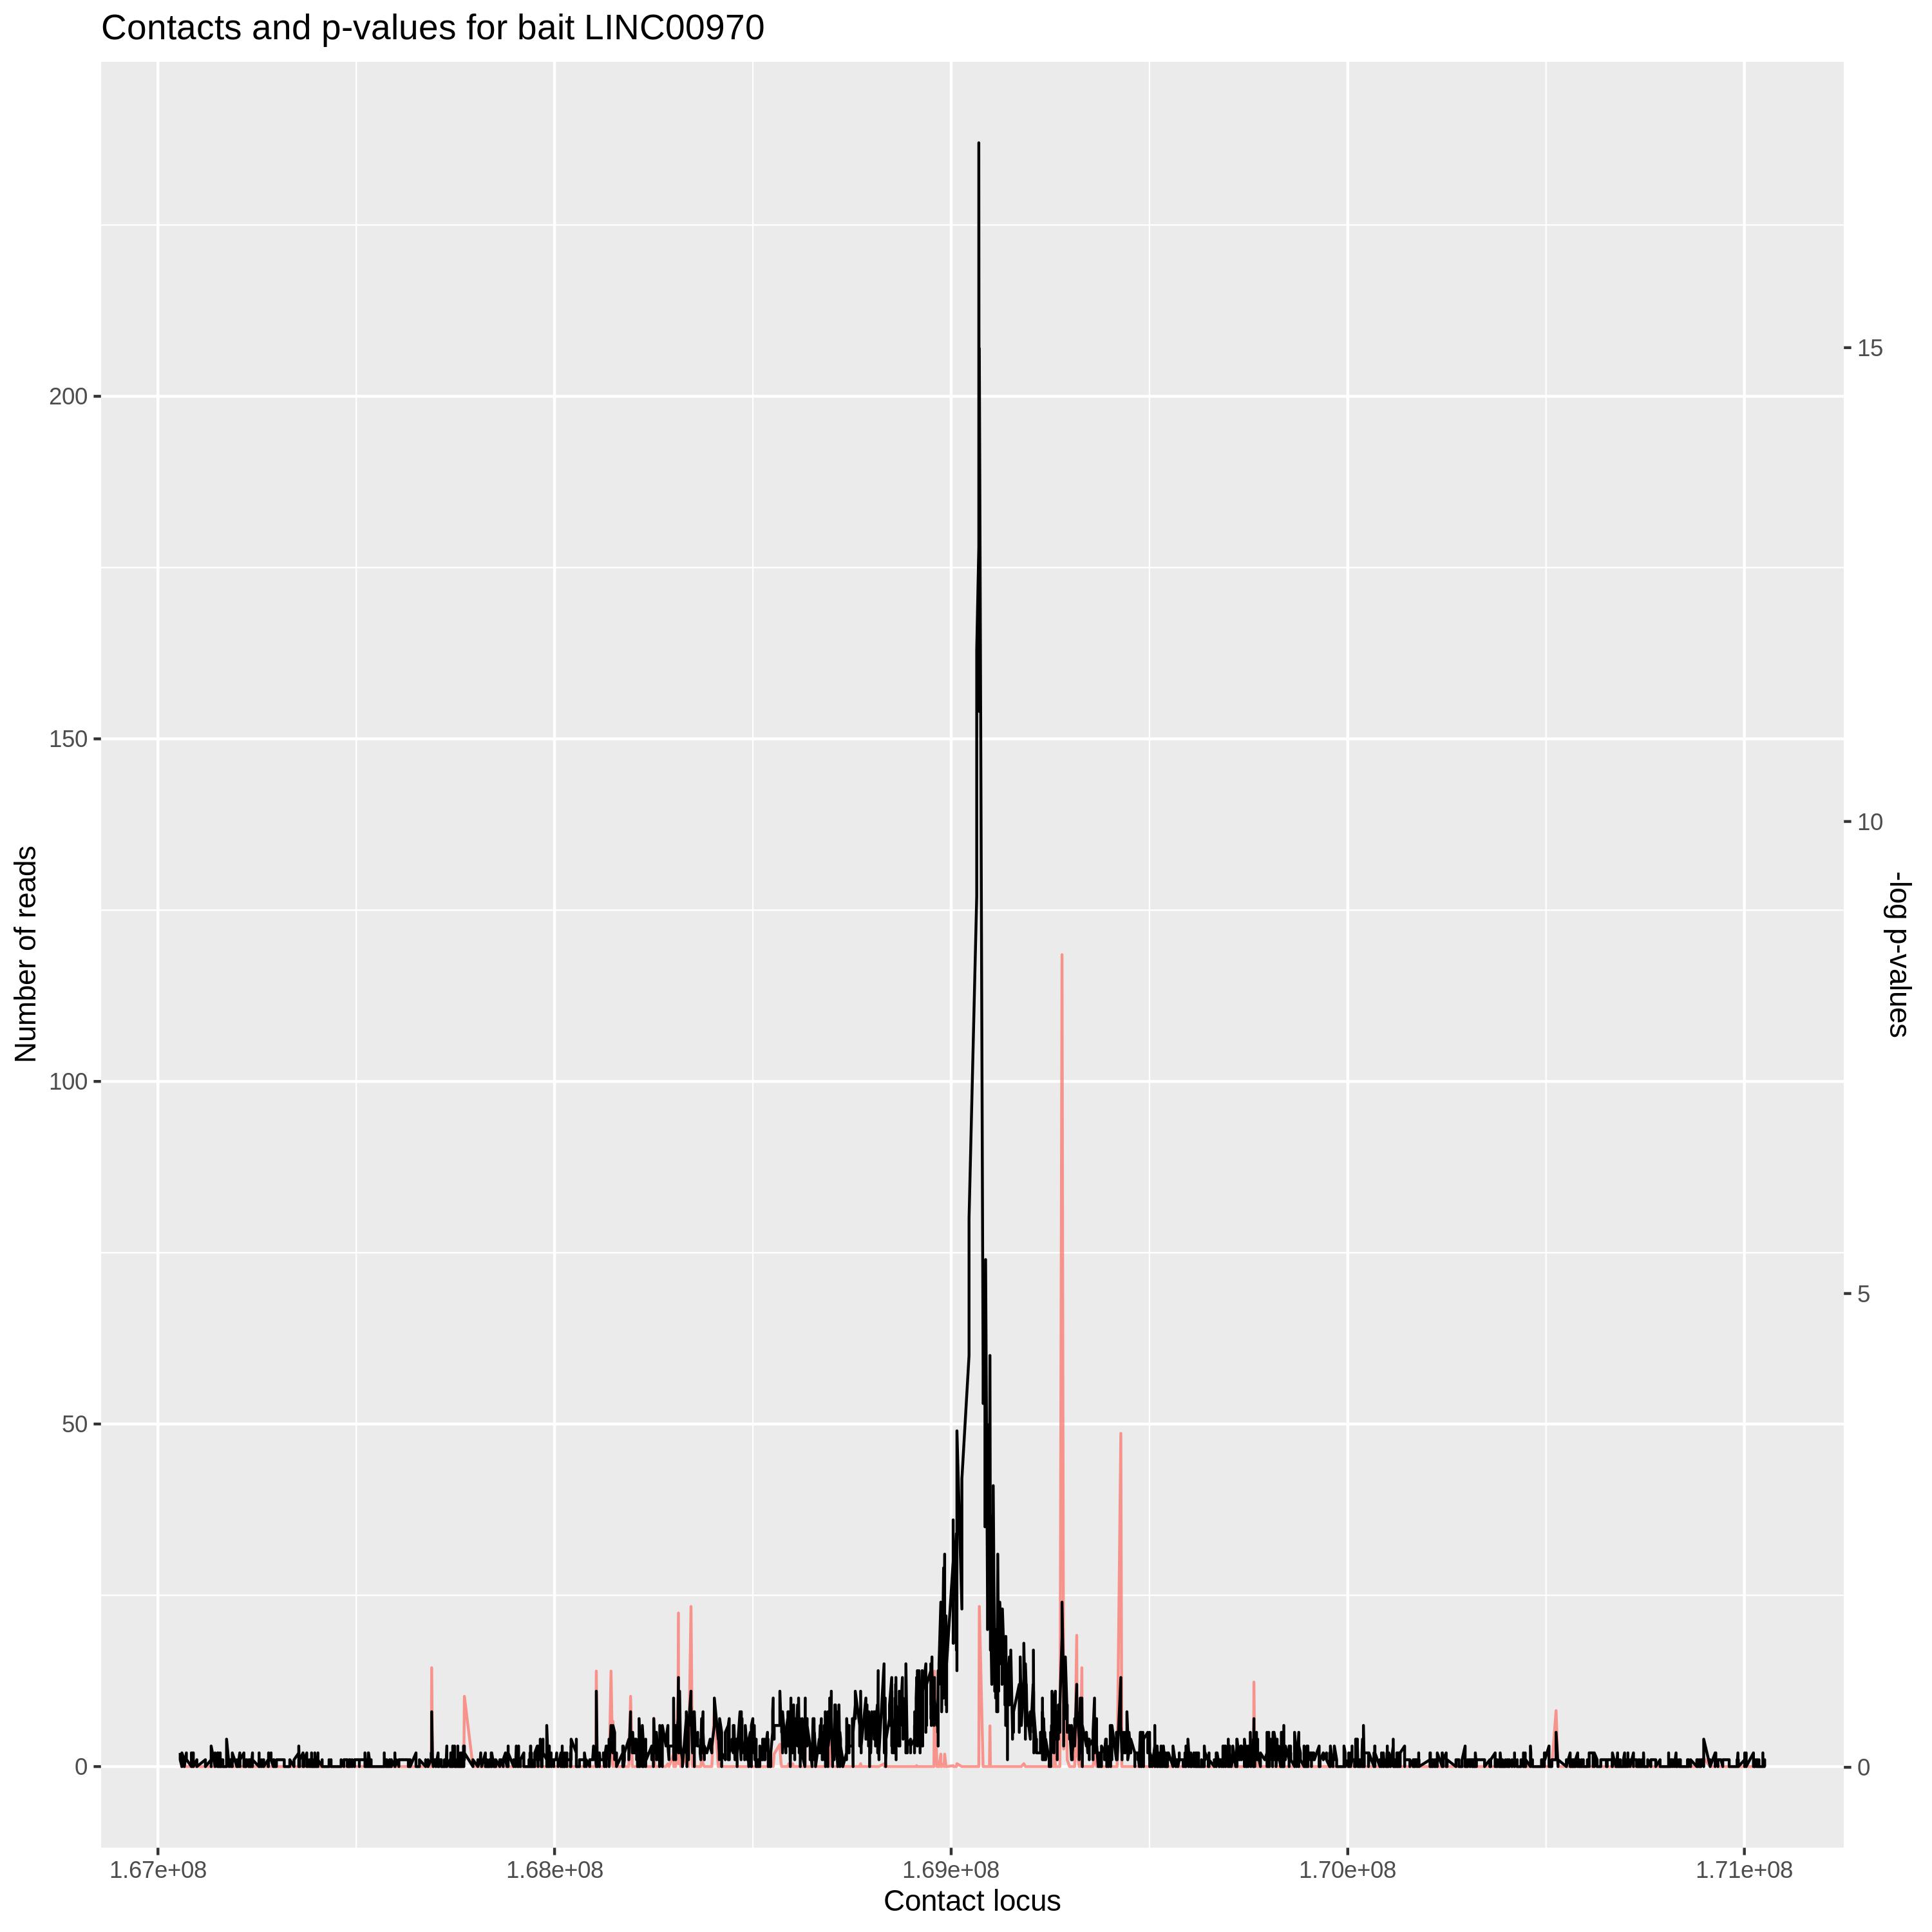 Contacts and p-values for bait LINC00970
Number of reads
200
150
100
50
0
15
10
5
0
-log p-values
1.67e+08
1.68e+08
1.69e+08
1.70e+08
1.71e+08
Contact locus